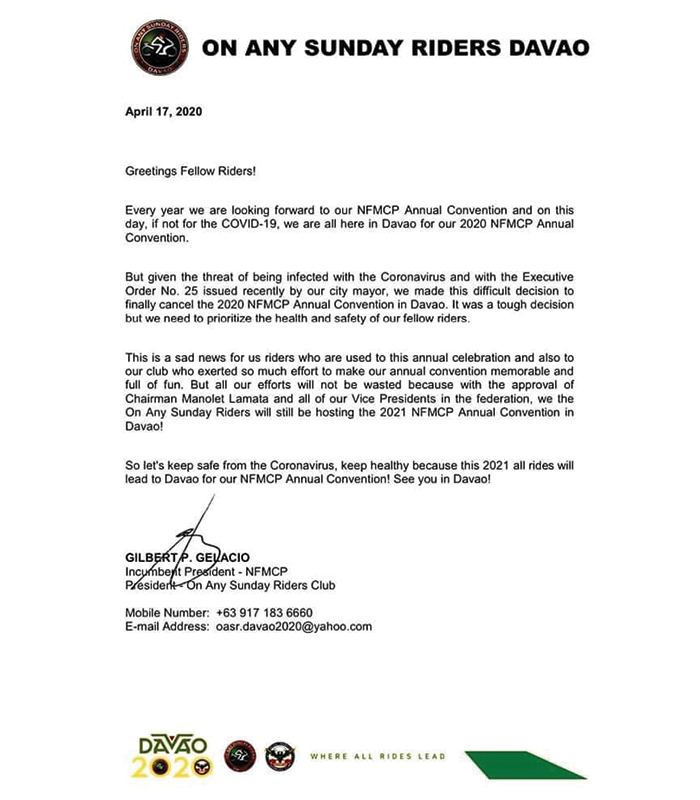 ON ANY SUNDAY RIDERS
DAVAO
ON ANY SUNDAY RIDERS DAVAO
April 17, 2020
Greetings Fellow Riders!
Every year we are looking forward to our NFMCP Annual Convention and on this
day, if not for the COVID-19, we are all here in Davao for our 2020 NFMCP Annual
Convention.
But given the threat of being infected with the Coronavirus and with the Executive
Order No. 25 issued recently by our city mayor, we made this difficult decision to
finally cancel the 2020 NFMCP Annual Convention in Davao. It was a tough decision
but we need to prioritize the health and safety of our fellow riders.
This is a sad news for us riders who are used to this annual celebration and also to
our club who exerted so much effort to make our annual convention memorable and
full of fun. But all our efforts will not be wasted because with the approval of
Chairman Manolet Lamata and all of our Vice Presidents in the federation, we the
On Any Sunday Riders will still be hosting the 2021 NFMCP Annual Convention in
Davao!
So let's keep safe from the Coronavirus, keep healthy because this 2021 all rides will
lead to Davao for our NFMCP Annual Convention! See you in Davao!
GILBERT P. GELACIO
Incumbent President - NFMCP
President - On Any Sunday Riders Club
Mobile Number: +63 917 183 6660
E-mail Address: oasr.davao2020@yahoo.com
DAVAO
2020
WHERE ALL RIDES LEAD